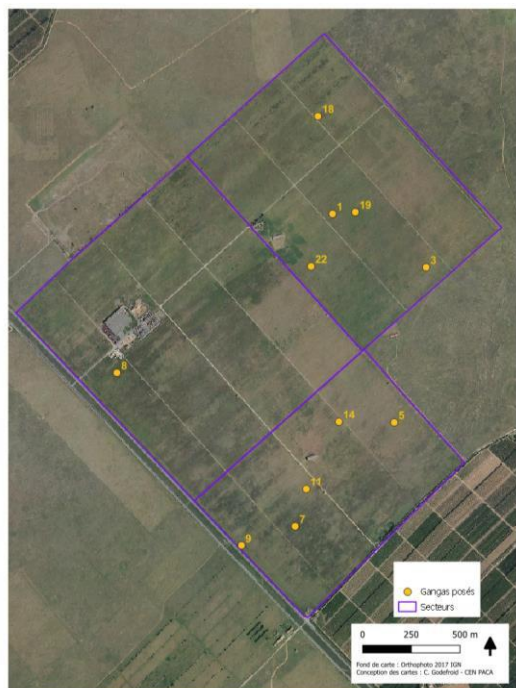 18
1
19
22
3
8
14
5
11
7
9
Gangas posés
Secteurs
0 250 500 m
Fond de carte : Orthophoto 2017 IGN
Conception des cartes : C. Godefroid - CEN PACA